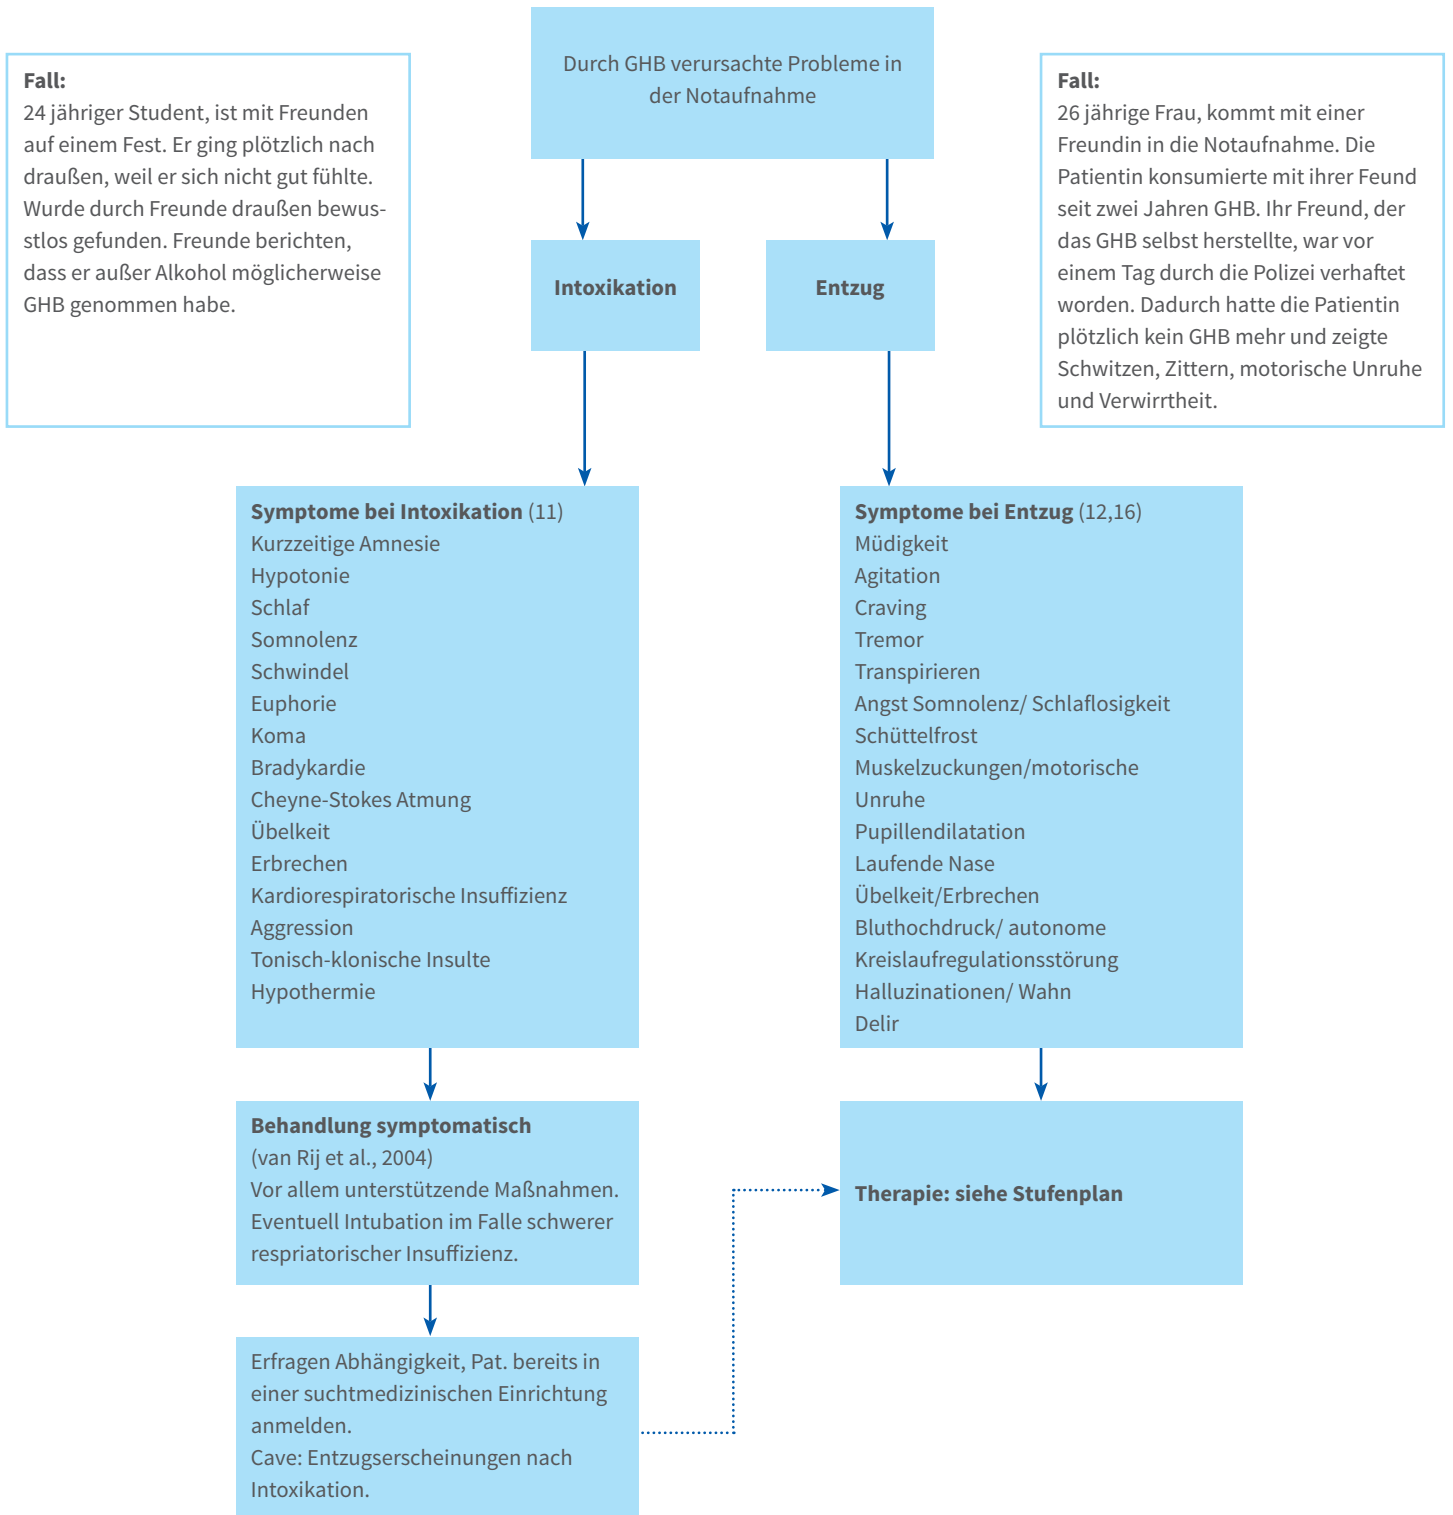 Durch GHB verursachte Probleme in
der Notaufnahme
Fall:
24 jähriger Student, ist mit Freunden
auf einem Fest. Er ging plötzlich nach
draußen, weil er sich nicht gut fühlte.
Wurde durch Freunde draußen bewus-
stlos gefunden. Freunde berichten,
dass er außer Alkohol möglicherweise
GHB genommen habe.
Fall:
26 jährige Frau, kommt mit einer
Freundin in die Notaufnahme. Die
Patientin konsumierte mit ihrer Feund
seit zwei Jahren GHB. Ihr Freund, der
das GHB selbst herstellte, war vor
einem Tag durch die Polizei verhaftet
worden. Dadurch hatte die Patientin
plötzlich kein GHB mehr und zeigte
Schwitzen, Zittern, motorische Unruhe
und Verwirrtheit.
Intoxikation
Entzug
Symptome bei Intoxikation (11)
Kurzzeitige Amnesie
Hypotonie
Schlaf
Somnolenz
Schwindel
Euphorie
Koma
Bradykardie
Cheyne-Stokes Atmung
Übelkeit
Erbrechen
Kardiorespiratorische Insuffizienz
Aggression
Tonisch-klonische Insulte
Hypothermie
Symptome bei Entzug (12,16)
Müdigkeit
Agitation
Craving
Tremor
Transpirieren
Angst Somnolenz/ Schlaflosigkeit
Schüttelfrost
Muskelzuckungen/motorische
Unruhe
Pupillendilatation
Laufende Nase
Übelkeit/Erbrechen
Bluthochdruck/ autonome
Kreislaufregulationsstörung
Halluzinationen/ Wahn
Delir
Behandlung symptomatisch
(van Rij et al., 2004)
Vor allem unterstützende Maßnahmen.
Eventuell Intubation im Falle schwerer
respriatorischer Insuffizienz.
Therapie: siehe Stufenplan
Erfragen Abhängigkeit, Pat. bereits in
einer suchtmedizinischen Einrichtung
anmelden.
Cave: Entzugserscheinungen nach
Intoxikation.